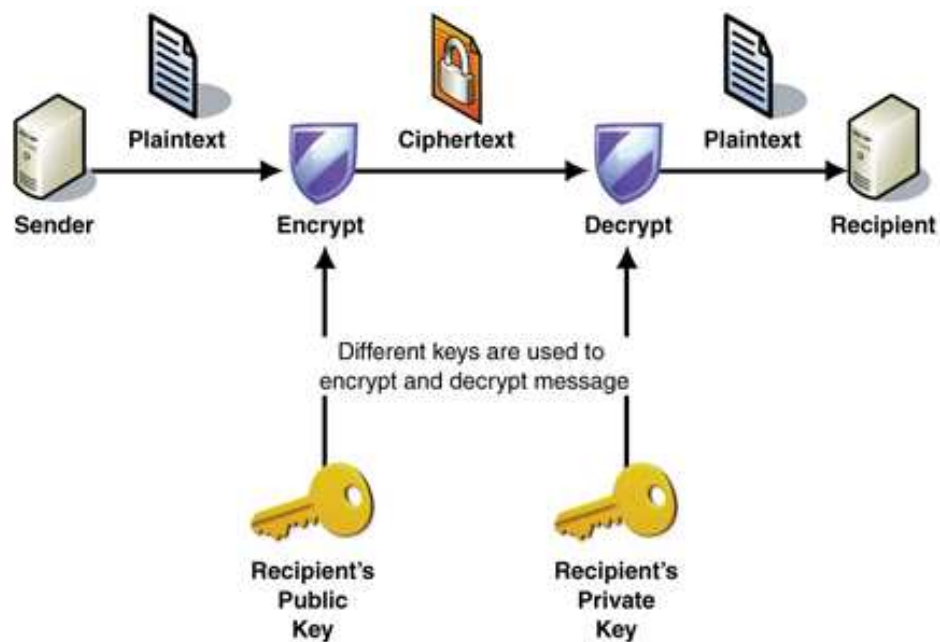 Plaintext
Ciphertext
Plaintext
Sender
Encrypt
Decrypt
Recipient
Different keys are used to
encrypt and decrypt message
Recipient's
Public
Key
Recipient's
Private
Key